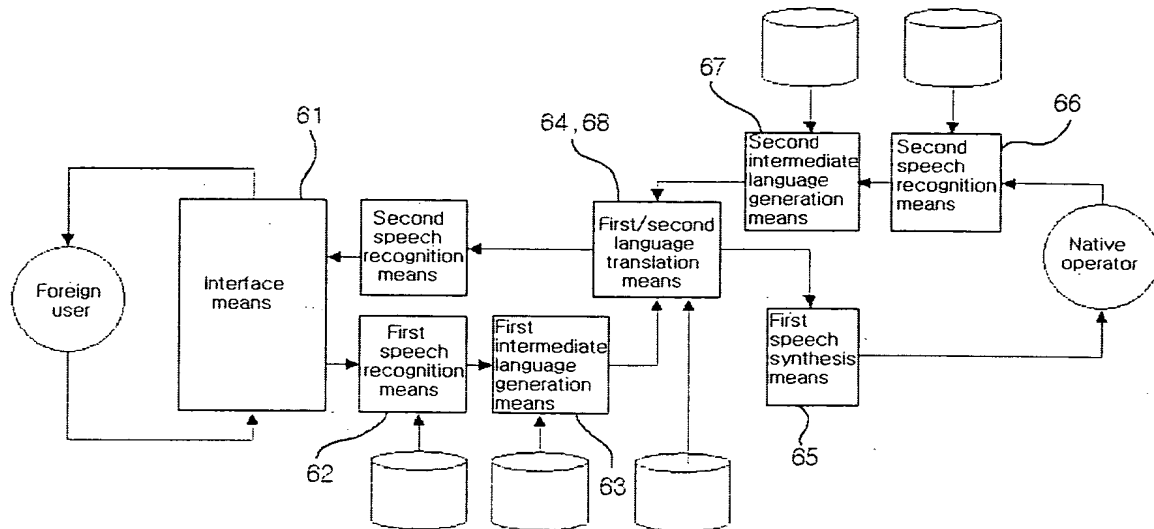 67
66
61
64,68
Second
intermediate
language
generation
means
Second
speech
recognition
means
Second
speech
recognition
means
First/second
language
translation
means
Native
operator
Foreign
user
Interface
means
First
speech
recognition
means
First
intermediate
language
generation
means
First
speech
synthesis
means
62
63
65